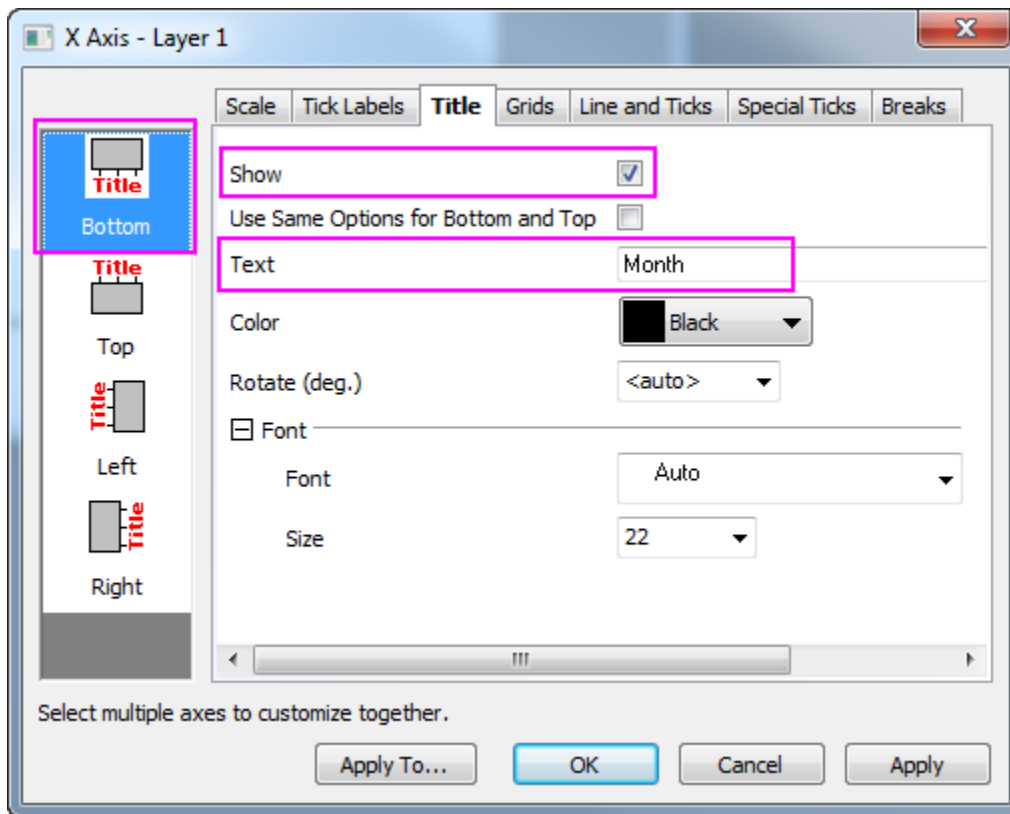 X Axis - Layer 1
Scale Tick Labels Title Grids Line and Ticks Special Ticks Breaks
Title
Bottom
Title
Top
Title
Left
Title
Right
Show
Use Same Options for Bottom and Top
Text Month
Color Black
Rotate (deg.) <auto>
Font
Font Auto
Size 22
Select multiple axes to customize together.
Apply To... OK Cancel Apply